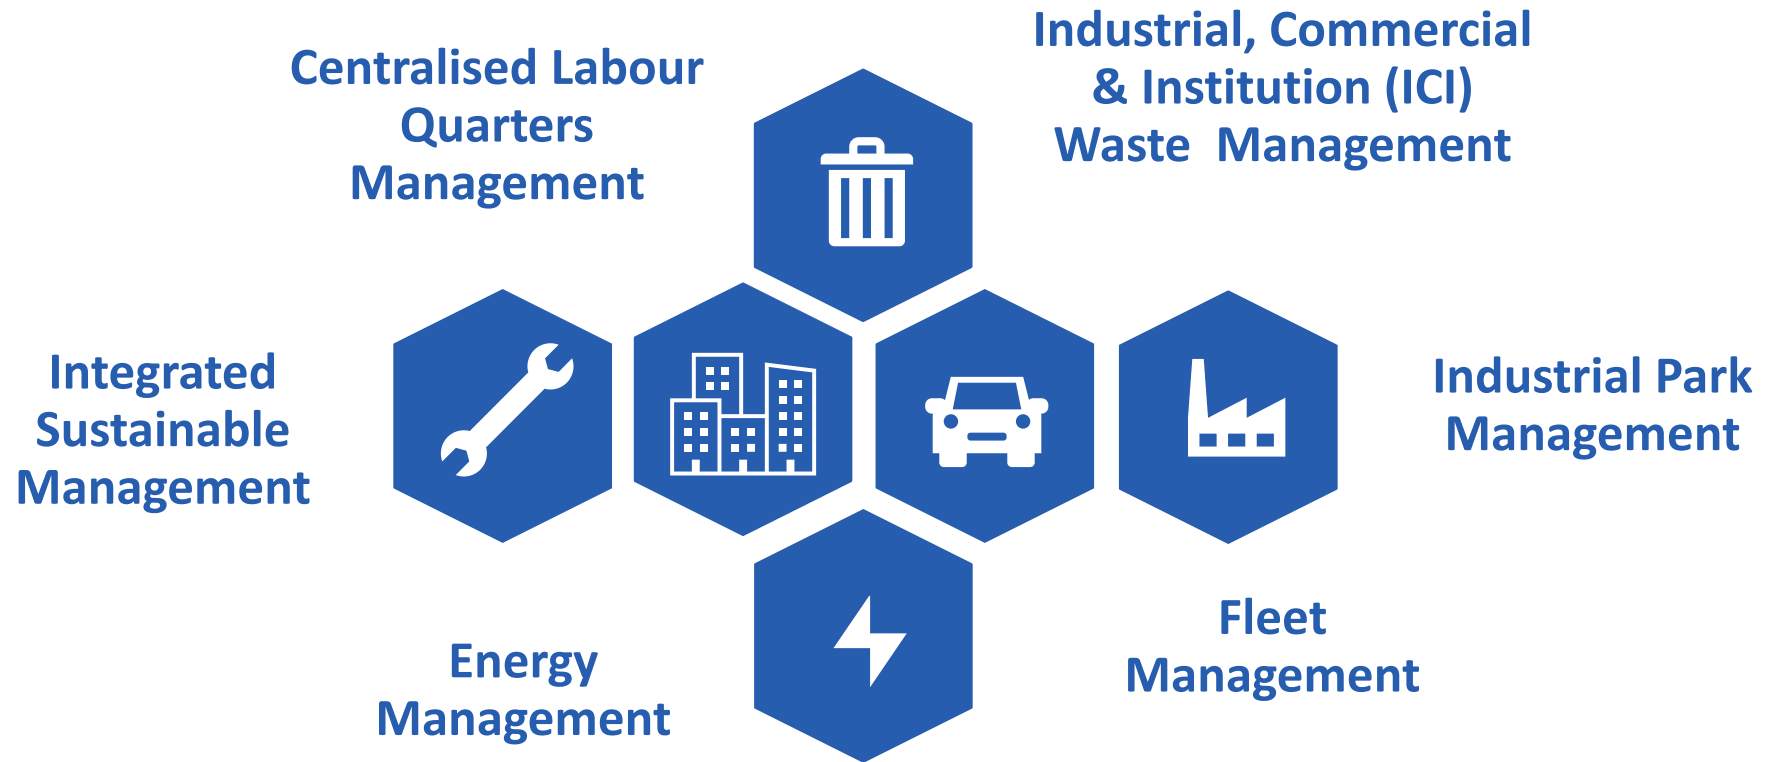 Centralised Labour
Quarters
Management
Industrial, Commercial
& Institution (ICI)
Waste  Management
Integrated
Sustainable
Management
Industrial Park
Management
Energy
Management
Fleet
Management